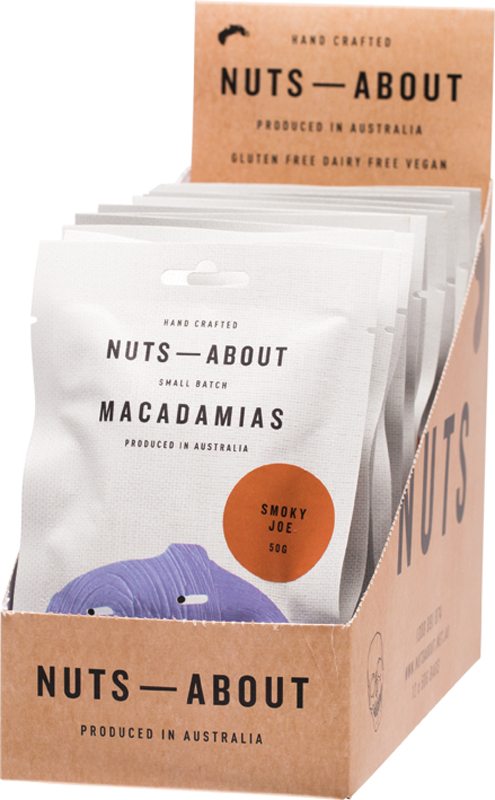 HAND CRAFTED
NUTS — ABOUT
PRODUCED IN AUSTRALIA
GLUTEN FREE DAIRY FREE VEGAN
HAND CRAFTED
NUTS — ABOUT
SMALL BATCH
MACADAMIAS
PRODUCED IN AUSTRALIA
SMOKY
JOE
50G
NUTS
NUTS — ABOUT
PRODUCED IN AUSTRALIA